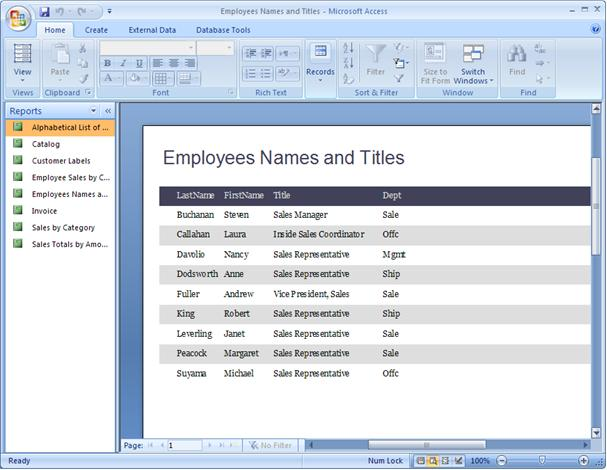 Employees Names and Titles - Microsoft Access
Home Create External Data Database Tools
View
Paste
B I U
A
ab
Records
Filter
Size to Fit Form
Switch Windows
Find
Views Clipboard Font Rich Text Sort & Filter Window Find
Reports
Alphabetical List of ...
Catalog
Customer Labels
Employee Sales by C...
Employees Names a...
Invoice
Sales by Category
Sales Totals by Amo...
Employees Names and Titles
LastName FirstName Title Dept
Buchanan Steven Sales Manager Sale
Callahan Laura Inside Sales Coordinator Offc
Davolio Nancy Sales Representative Mgmt
Dodsworth Anne Sales Representative Ship
Fuller Andrew Vice President, Sales Sale
King Robert Sales Representative Ship
Leverling Janet Sales Representative Sale
Peacock Margaret Sales Representative Sale
Suyama Michael Sales Representative Offc
Page: 1 No Filter
Ready Num Lock 100%